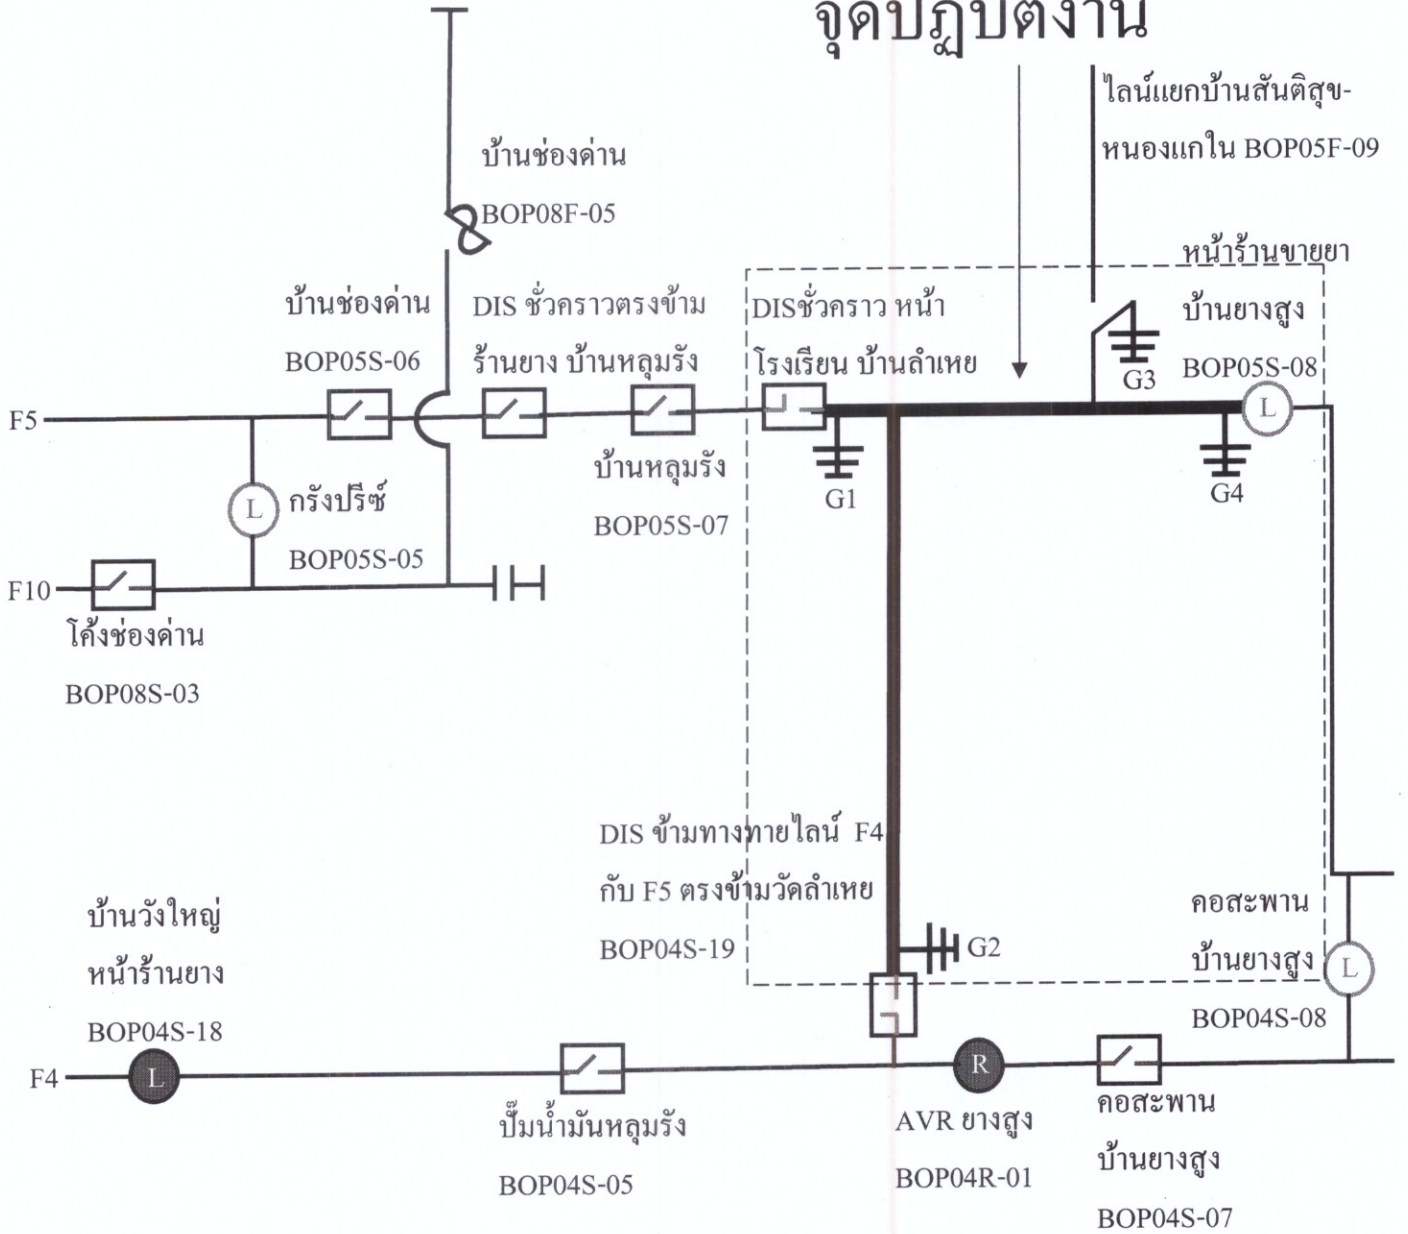 จุดปฏิบัติงาน
ไลน์แยกบ้านสันติสุข-
หนองแกใน BOP05F-09
บ้านช่องด่าน
BOP08F-05
หน้าร้านขายยา
บ้านยางสูง
BOP05S-08
บ้านช่องด่าน
BOP05S-06
DIS ชั่วคราวตรงข้าม
ร้านยาง บ้านหลุมรัง
DISชั่วคราว หน้า
โรงเรียน บ้านลำเหย
G3
F5
L
G1
G4
บ้านหลุมรัง
BOP05S-07
L
กรังปรีซ์
BOP05S-05
F10
โค้งช่องด่าน
BOP08S-03
DIS ข้ามทางทายไลน์ F4
กับ F5 ตรงข้ามวัดลำเหย
BOP04S-19
G2
คอสะพาน
บ้านยางสูง
BOP04S-08
L
บ้านวังใหญ่
หน้าร้านยาง
BOP04S-18
F4
L
R
ปั๊มน้ำมันหลุมรัง
BOP04S-05
AVR ยางสูง
BOP04R-01
คอสะพาน
บ้านยางสูง
BOP04S-07